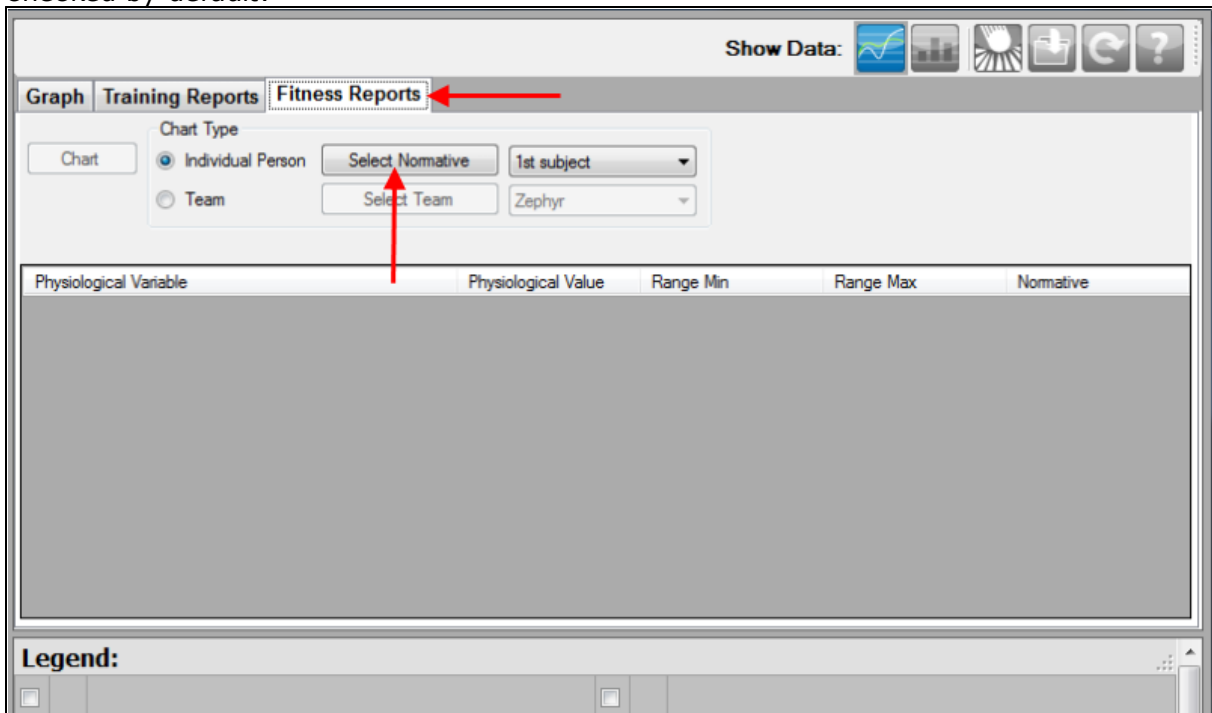 Show Data:
Graph Training Reports Fitness Reports
Chart Type
Chart Individual Person Select Normative 1st subject
Team Select Team Zephyr
Physiological Variable Physiological Value Range Min Range Max Normative
Legend: